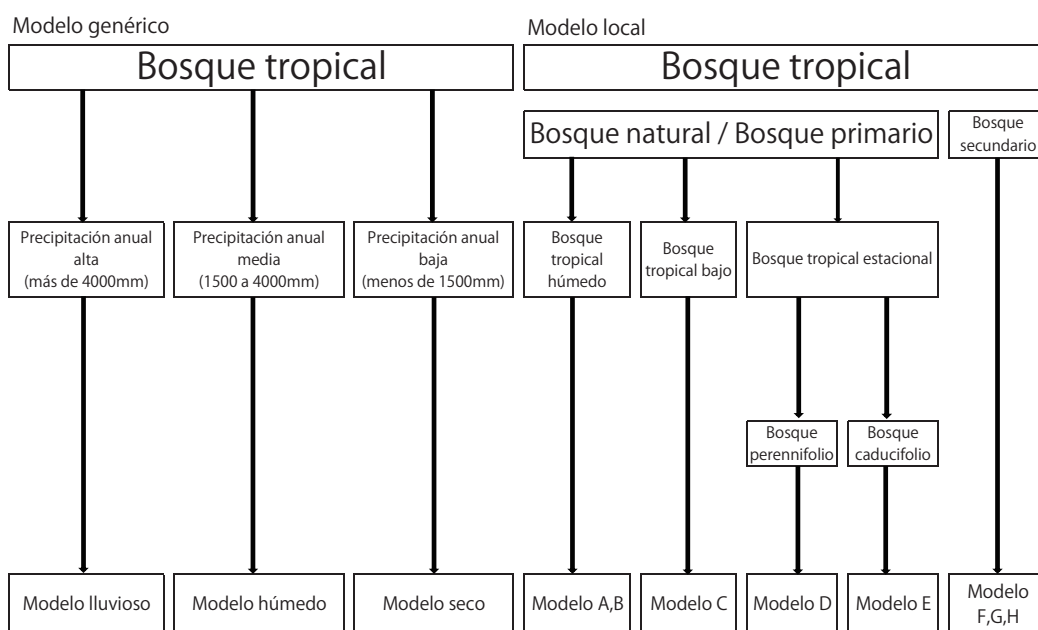 Modelo genérico
Bosque tropical
Precipitación anual
alta
(más de 4000mm)
Precipitación anual
media
(1500 a 4000mm)
Precipitación anual
baja
(menos de 1500mm)
Modelo lluvioso
Modelo húmedo
Modelo seco
Modelo local
Bosque tropical
Bosque natural / Bosque primario
Bosque
secundario
Bosque
tropical
húmedo
Bosque
tropical bajo
Bosque tropical estacional
Bosque
perennifolio
Bosque
caducifolio
Modelo A,B
Modelo C
Modelo D
Modelo E
Modelo
F,G,H